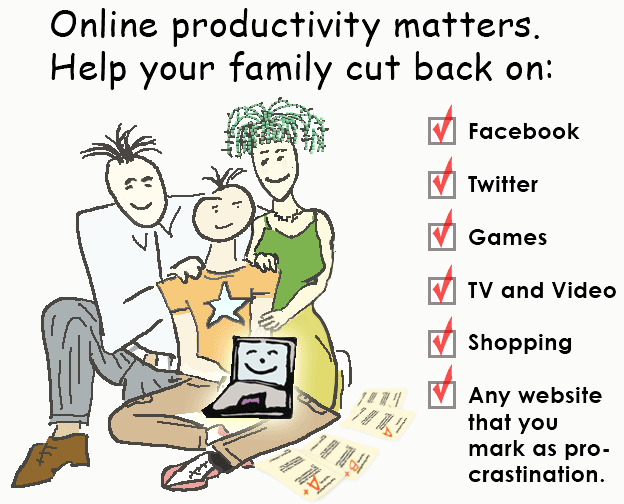 Online productivity matters.
Help your family cut back on:
Facebook
Twitter
Games
TV and Video
Shopping
Any website
that you
mark as pro-
crastination.
A
B+
A+